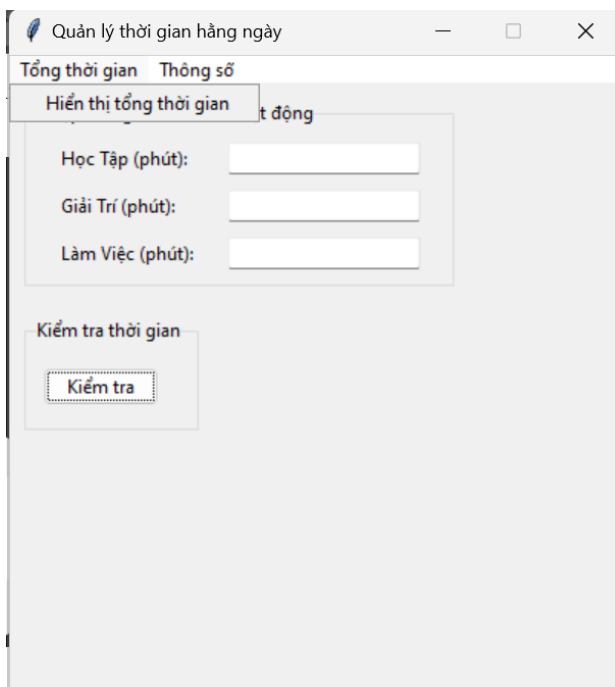 Quản lý thời gian hằng ngày
Tổng thời gian Thông số
Hiển thị tổng thời gian
t động
Học Tập (phút):
Giải Trí (phút):
Làm Việc (phút):
Kiểm tra thời gian
Kiểm tra